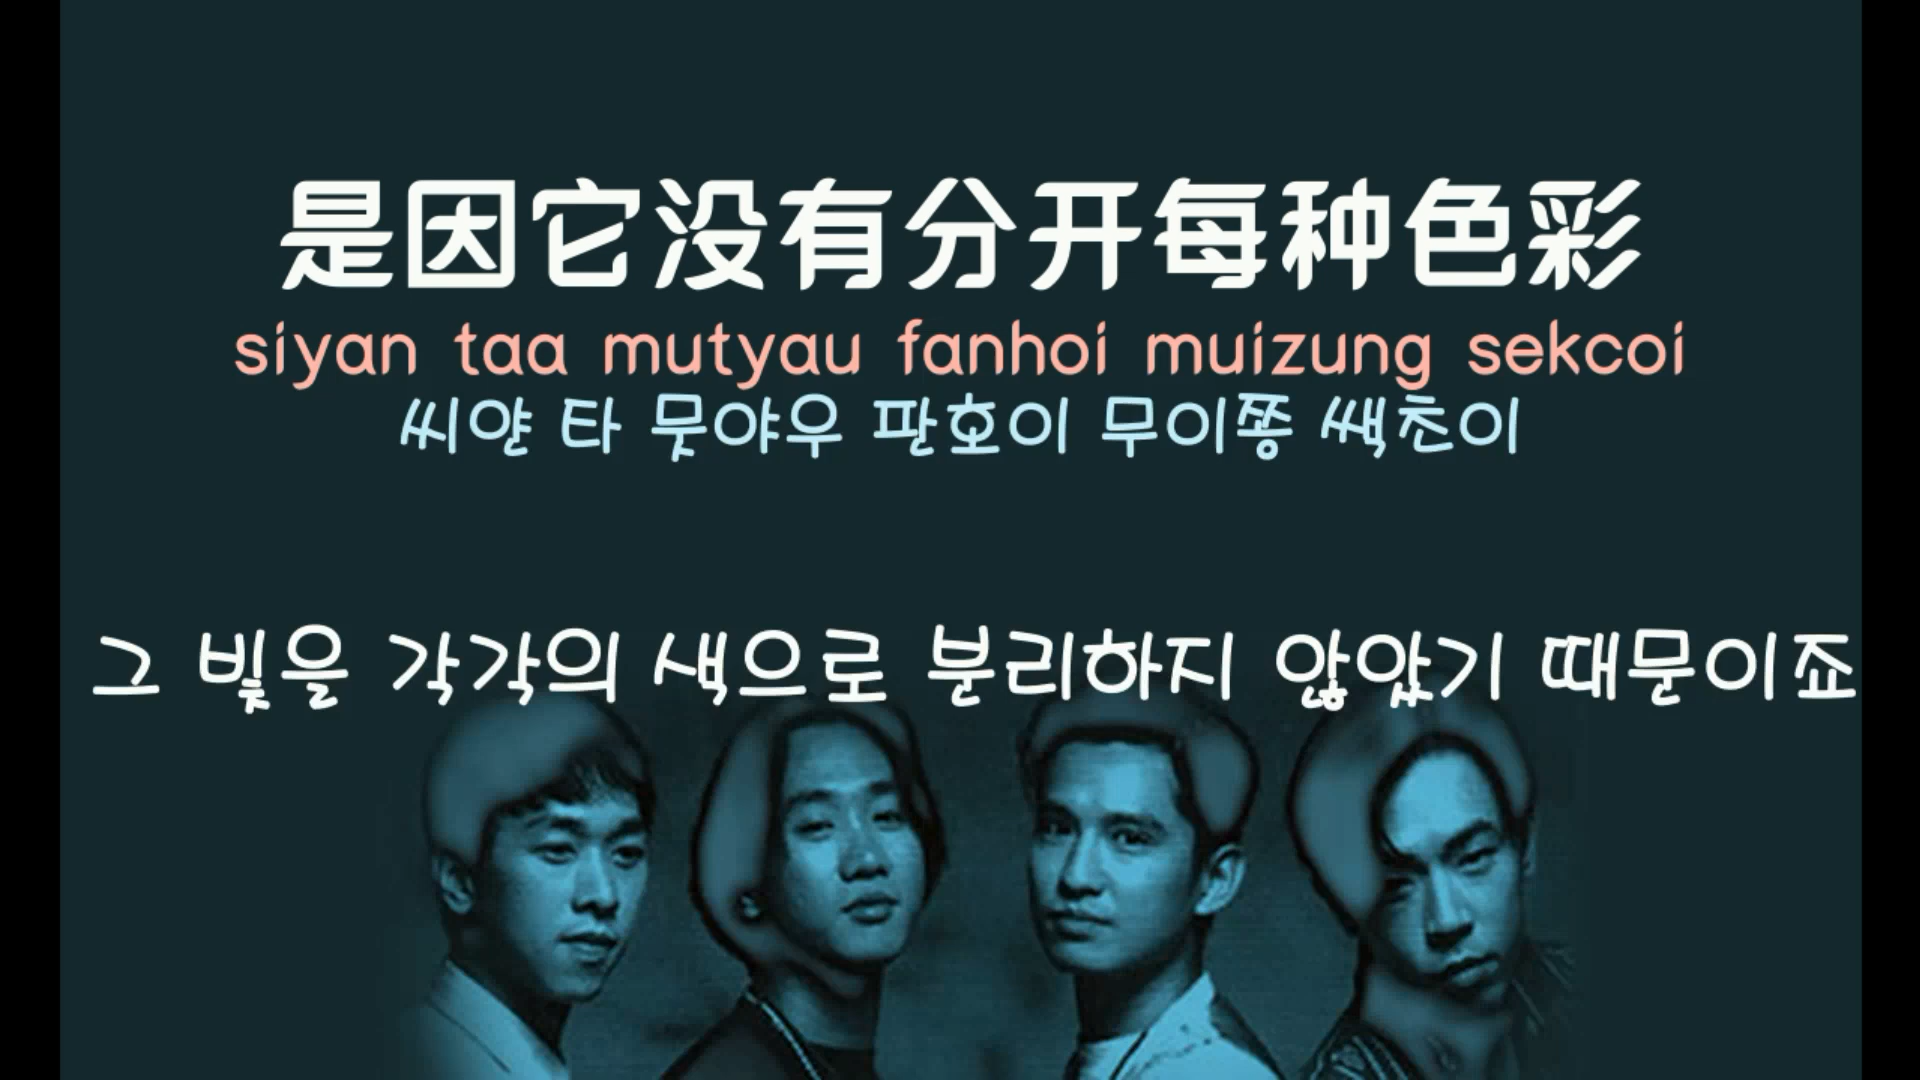 是因它没有分开每种色彩
siyan taa mutyau fanhoi muizung sekcoi
씨얀 타 뭇야우 판호이 무이쫑 쌕초이
그 빛을 각각의 색으로 분리하지 않았기 때문이죠